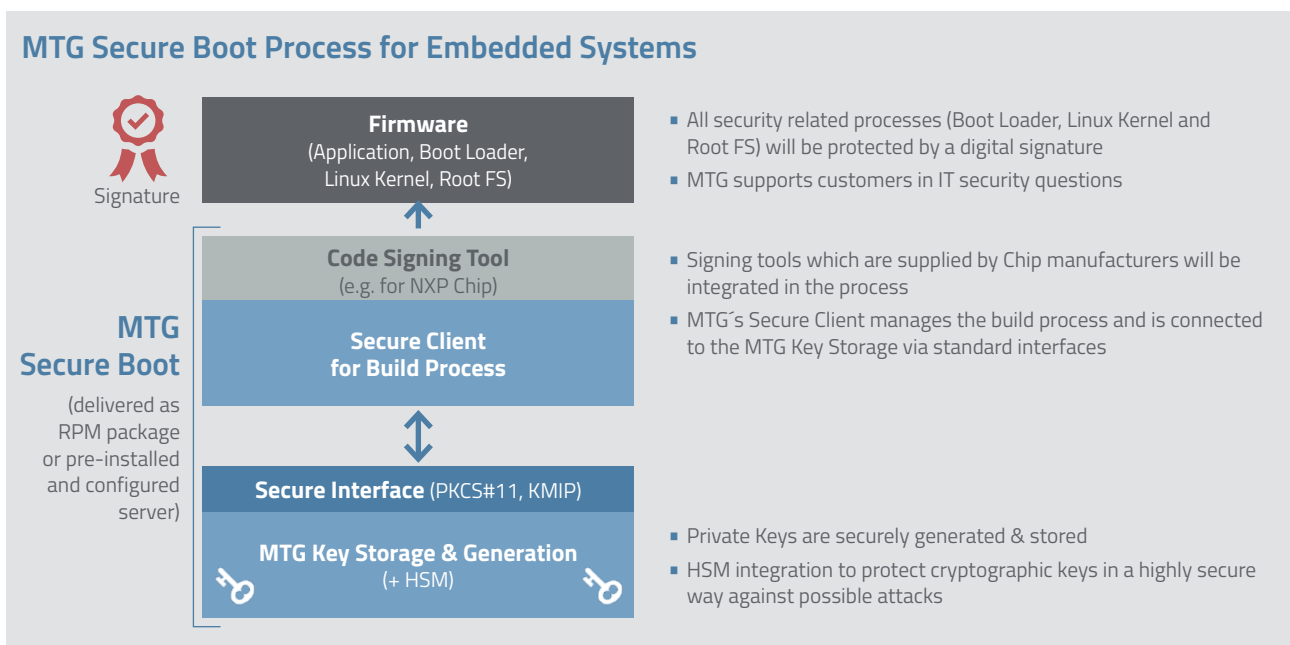 MTG Secure Boot Process for Embedded Systems
Signature
Firmware
(Application, Boot Loader,
Linux Kernel, Root FS)
▪ All security related processes (Boot Loader, Linux Kernel and
Root FS) will be protected by a digital signature
▪ MTG supports customers in IT security questions
MTG
Secure Boot
(delivered as
RPM package
or pre-installed
and configured
server)
Code Signing Tool
(e.g. for NXP Chip)
Secure Client
for Build Process
▪ Signing tools which are supplied by Chip manufacturers will be
integrated in the process
▪ MTG´s Secure Client manages the build process and is connected
to the MTG Key Storage via standard interfaces
Secure Interface (PKCS#11, KMIP)
MTG Key Storage & Generation
(+ HSM)
▪ Private Keys are securely generated & stored
▪ HSM integration to protect cryptographic keys in a highly secure
way against possible attacks